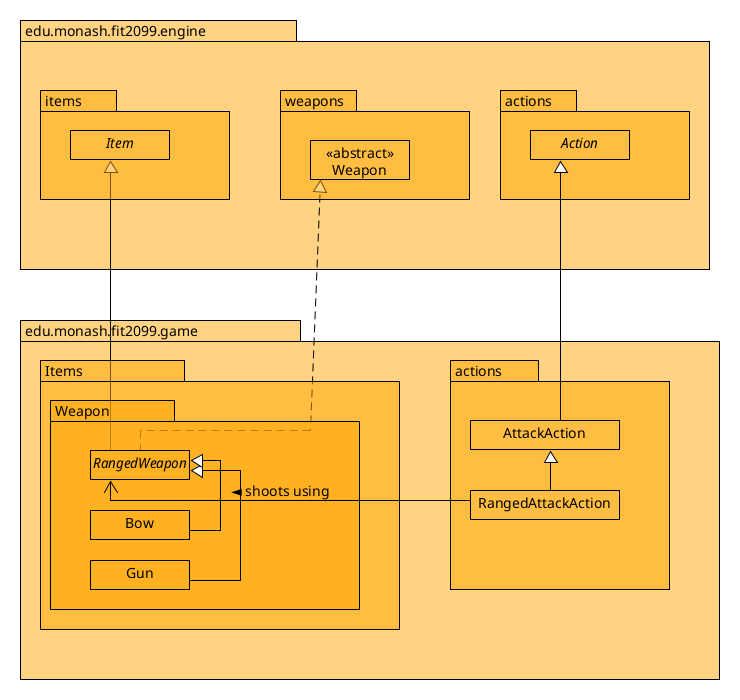 edu.monash.fit2099.engine
items
weapons
actions
Item
«abstract»
Weapon
Action
edu.monash.fit2099.game
Items
actions
Weapon
AttackAction
RangedWeapon
shoots using
RangedAttackAction
Bow
Gun